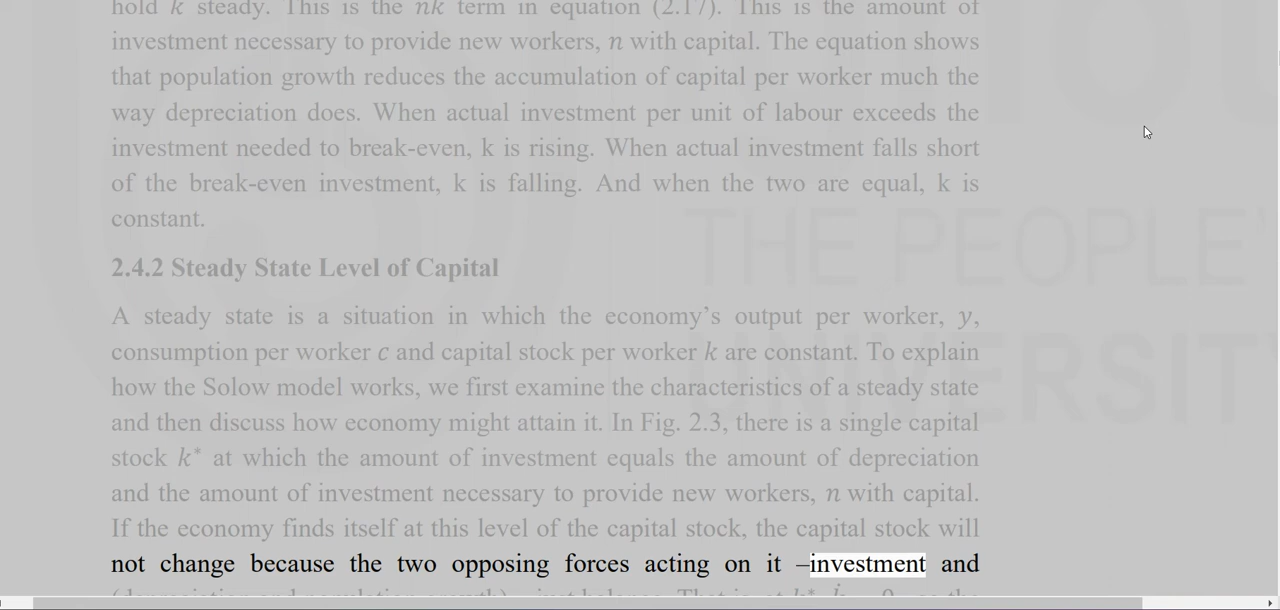 hold k steady. This is the nk term in equation (2.17). This is the amount of
investment necessary to provide new workers, n with capital. The equation shows
that population growth reduces the accumulation of capital per worker much the
way depreciation does. When actual investment per unit of labour exceeds the
investment needed to break-even, k is rising. When actual investment falls short
of the break-even investment, k is falling. And when the two are equal, k is
constant.
THE PEOPLE'
UNIVERSITY
2.4.2 Steady State Level of Capital
A steady state is a situation in which the economy’s output per worker, y,
consumption per worker c and capital stock per worker k are constant. To explain
how the Solow model works, we first examine the characteristics of a steady state
and then discuss how economy might attain it. In Fig. 2.3, there is a single capital
stock k* at which the amount of investment equals the amount of depreciation
and the amount of investment necessary to provide new workers, n with capital.
If the economy finds itself at this level of the capital stock, the capital stock will
not change because the two opposing forces acting on it –investment and